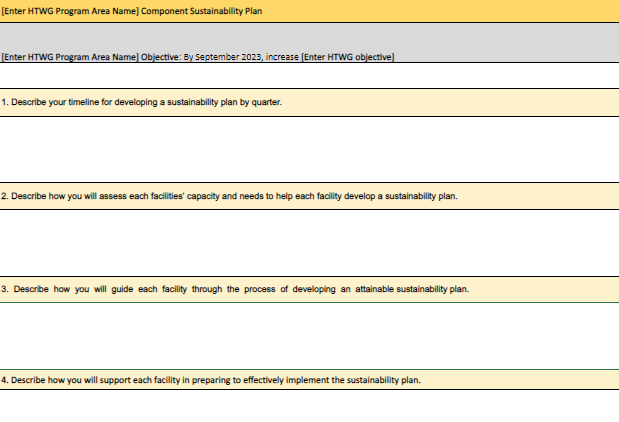 [Enter HTWG Program Area Name] Component Sustainability Plan
[Enter HTWG Program Area Name] Objective: By September 2023, increase [Enter HTWG objective]
1. Describe your timeline for developing a sustainability plan by quarter.
2. Describe how you will assess each facilities' capacity and needs to help each facility develop a sustainability plan.
3. Describe how you will guide each facility through the process of developing an attainable sustainability plan.
4. Describe how you will support each facility in preparing to effectively implement the sustainability plan.